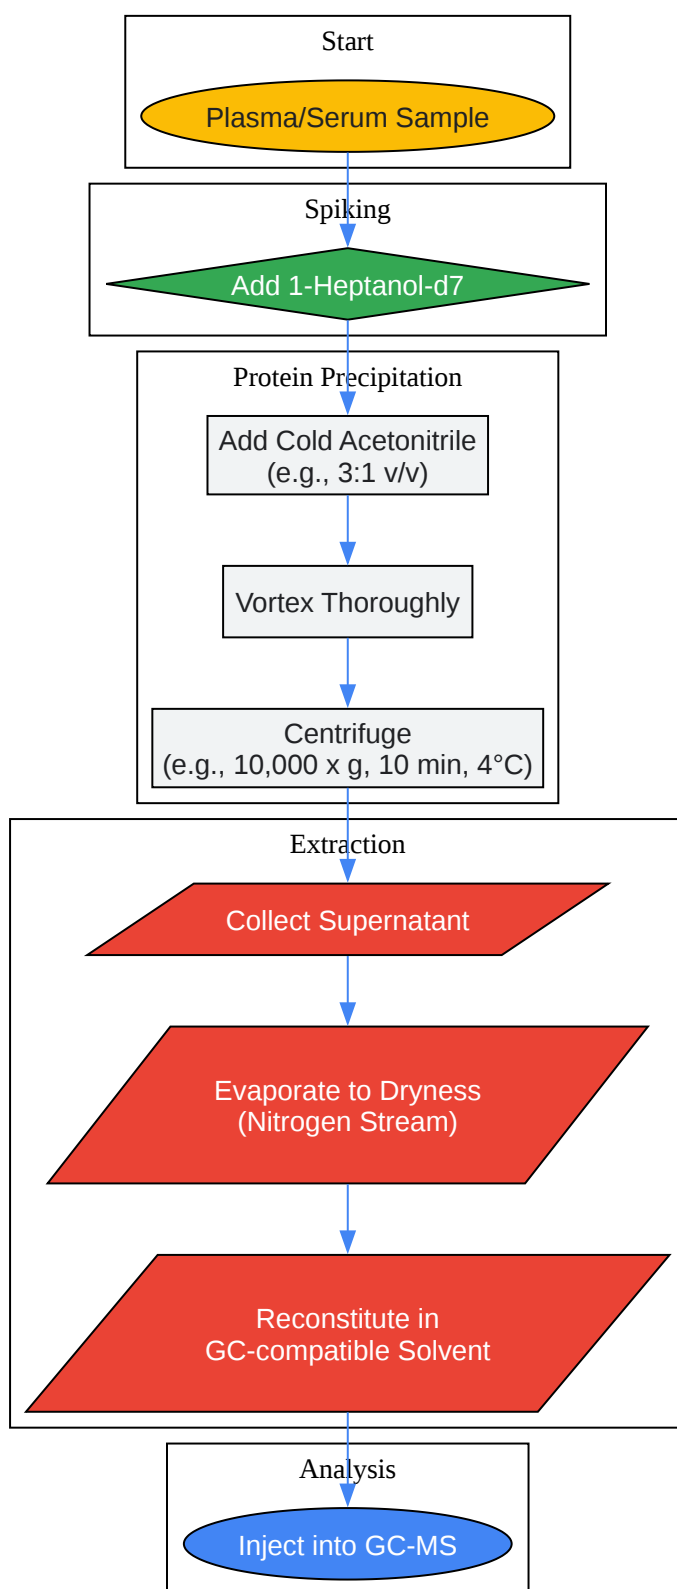 Start
Plasma/Serum Sample
Spiking
Add 1-Heptanol-d7
Protein Precipitation
Add Cold Acetonitrile
(e.g., 3:1 v/v)
Vortex Thoroughly
Centrifuge
(e.g., 10,000 x g, 10 min, 4°C)
Extraction
Collect Supernatant
Evaporate to Dryness
(Nitrogen Stream)
Reconstitute in
GC-compatible Solvent
Analysis
Inject into GC-MS